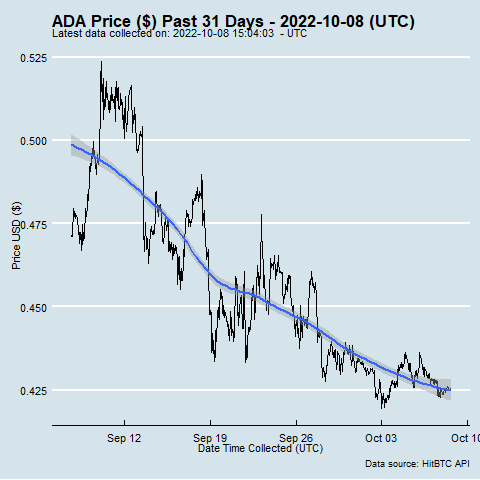 ADA Price ($) Past 31 Days - 2022-10-08 (UTC)
Latest data collected on: 2022-10-08 15:04:03 - UTC
0.525
0.500
0.475
0.450
0.425
Price USD ($)
Sep 12 Sep 19 Sep 26 Oct 03 Oct 10
Date Time Collected (UTC)
Data source: HitBTC API